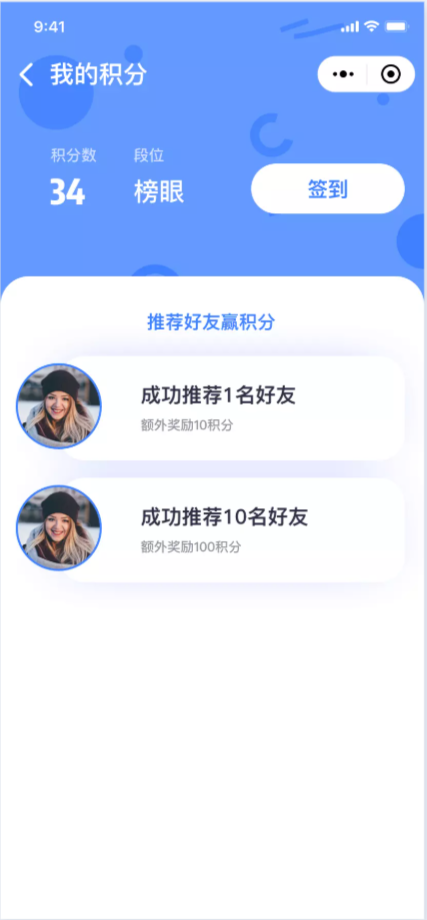 9:41
我的积分
积分数
段位
34
榜眼
签到
推荐好友赢积分
成功推荐1名好友
额外奖励10积分
成功推荐10名好友
额外奖励100积分